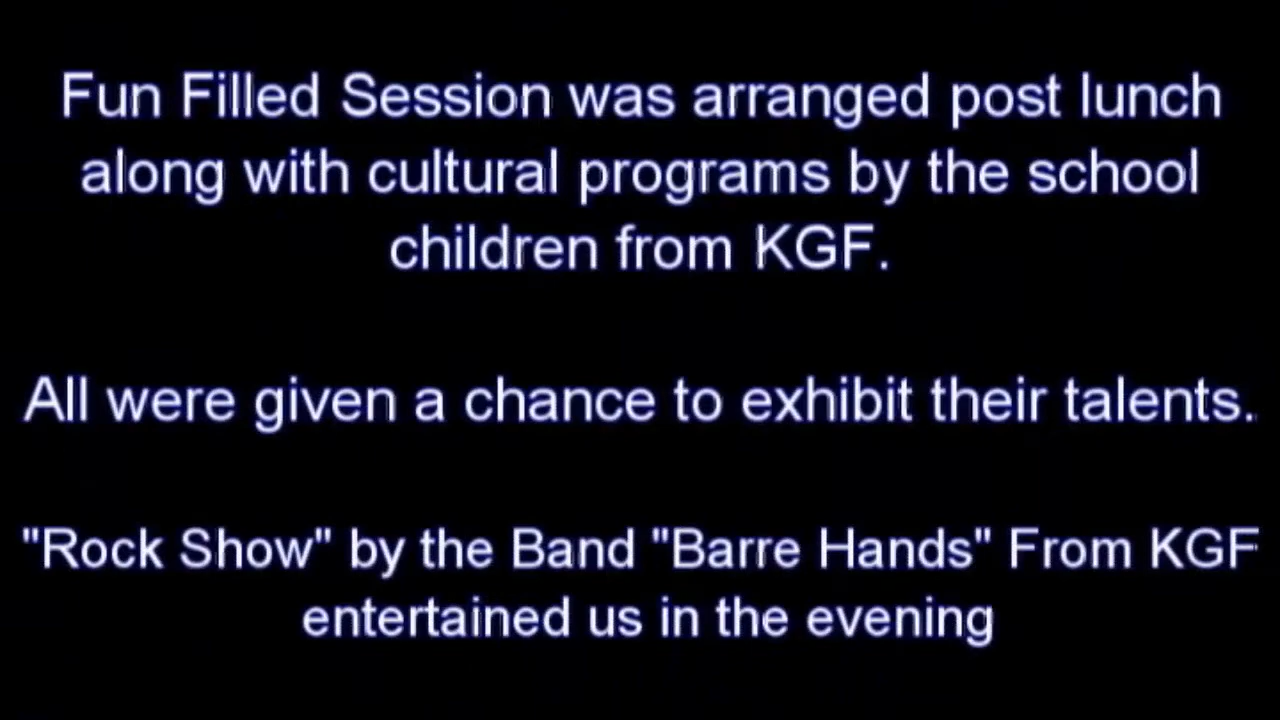 Fun Filled Session was arranged post lunch
along with cultural programs by the school
children from KGF.
All were given a chance to exhibit their talents.
"Rock Show" by the Band "Barre Hands" From KGF
entertained us in the evening